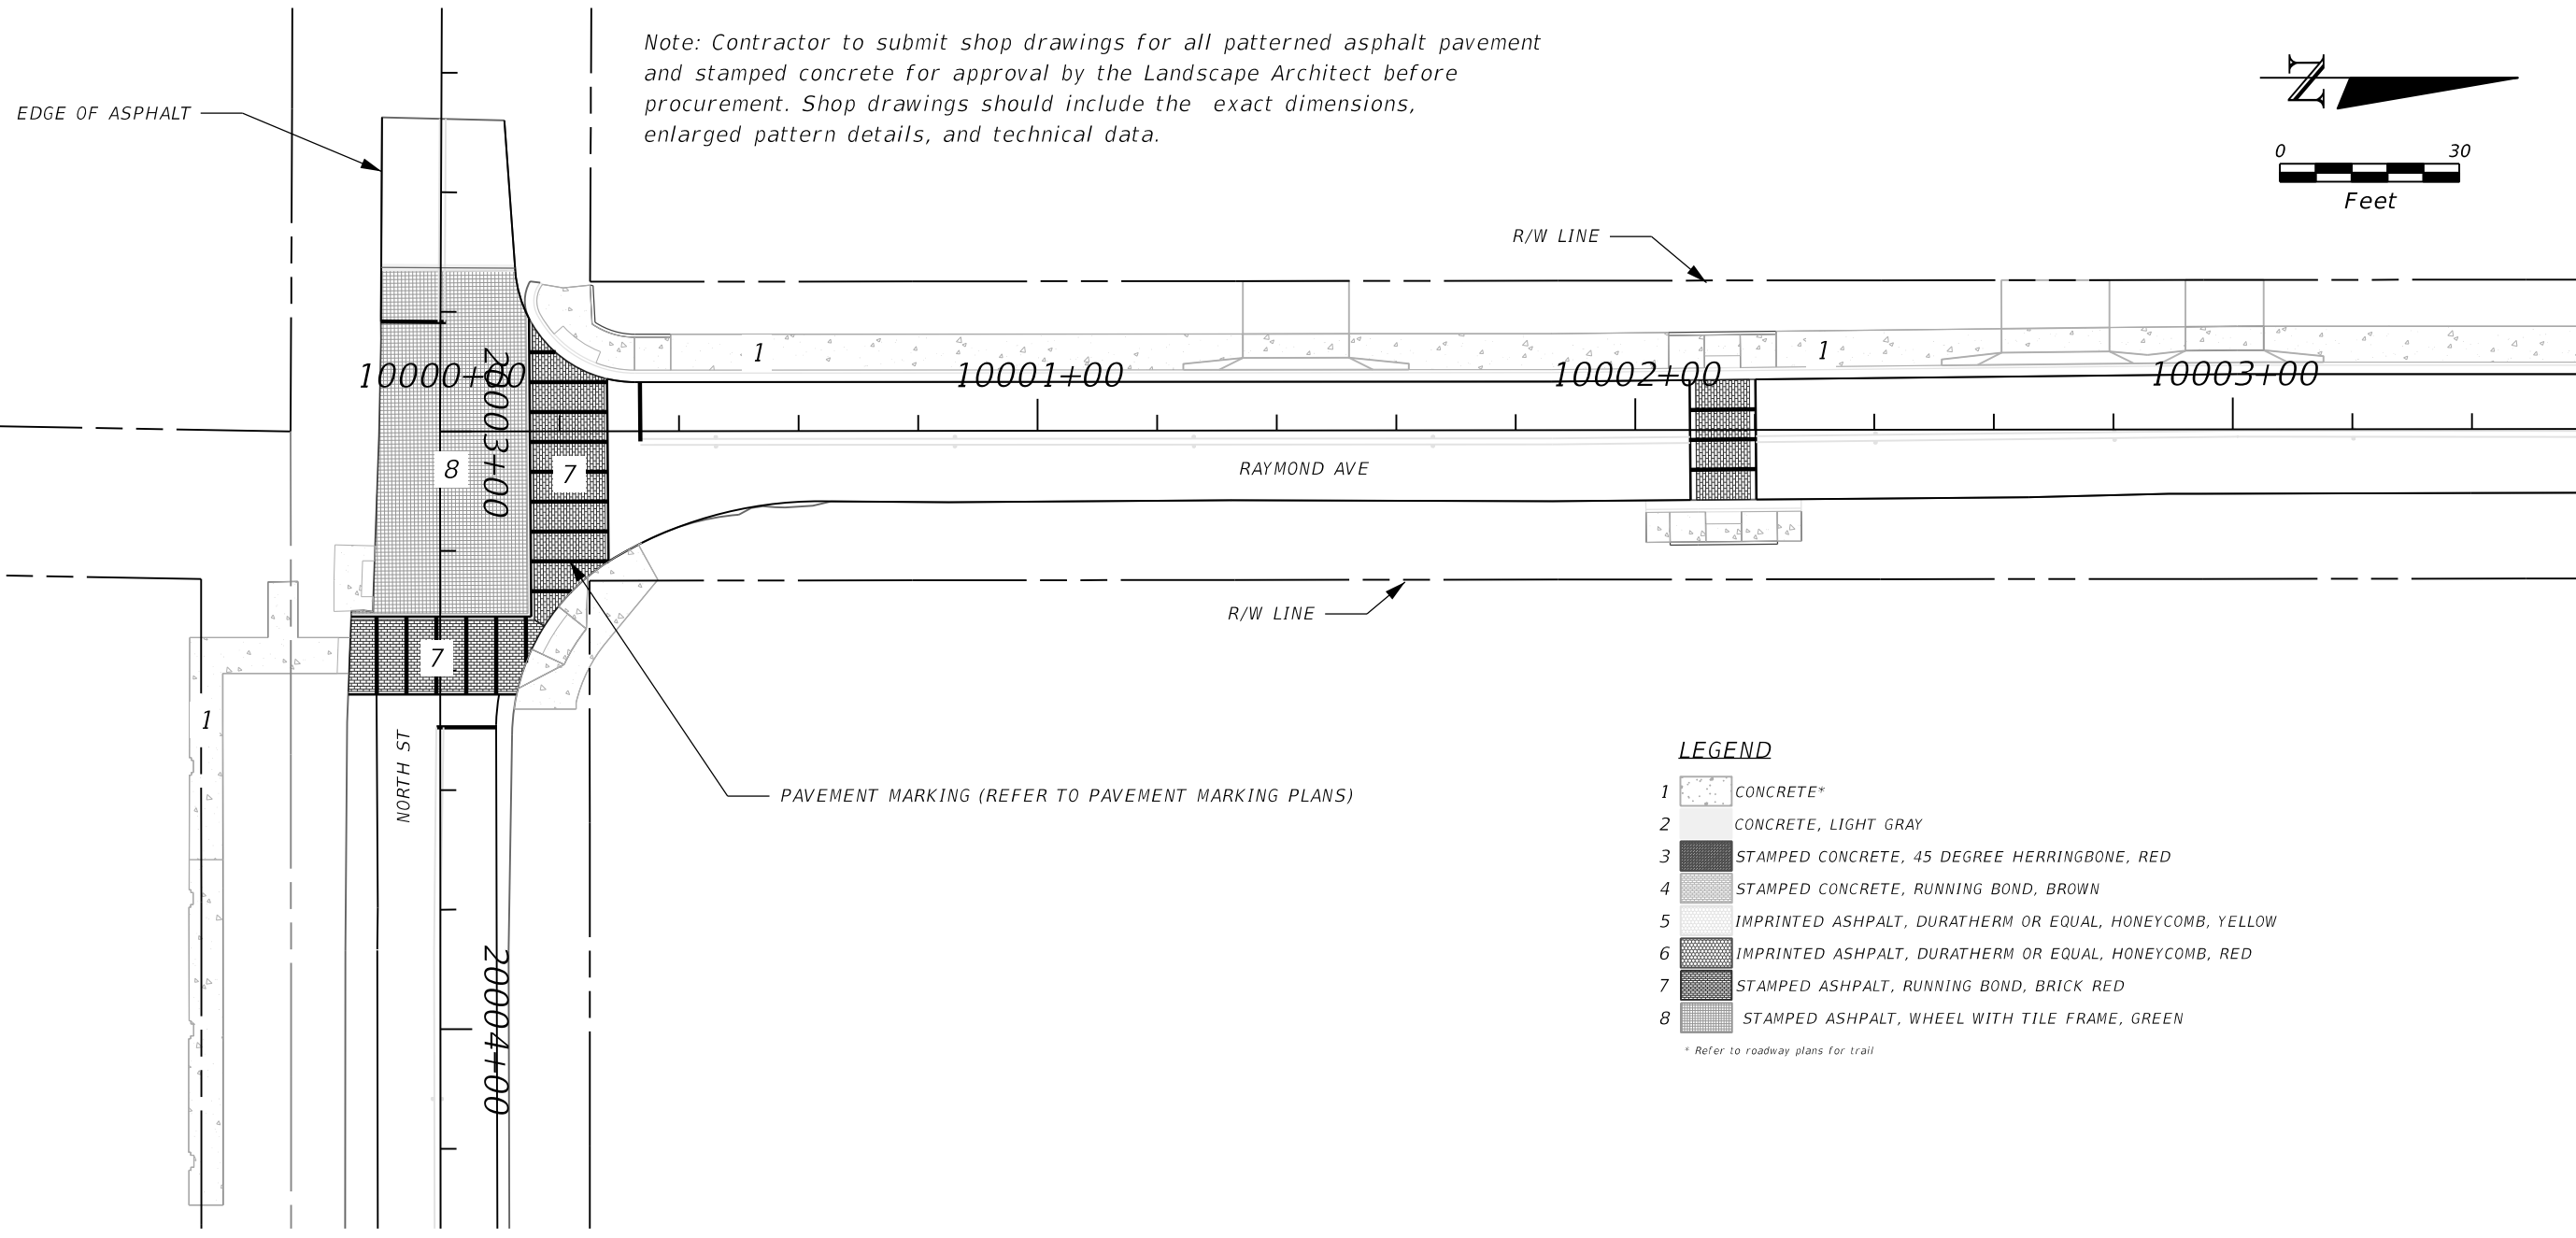 Note: Contractor to submit shop drawings for all patterned asphalt pavement
and stamped concrete for approval by the Landscape Architect before
procurement. Shop drawings should include the exact dimensions,
enlarged pattern details, and technical data.
N
0 30
Feet
EDGE OF ASPHALT
R/W LINE
1
1
10000+00
10001+00
10002+00
10003+00
20003+00
8
7
RAYMOND AVE
R/W LINE
7
1
NORTH ST
PAVEMENT MARKING (REFER TO PAVEMENT MARKING PLANS)
20004+00
LEGEND
1 CONCRETE*
2 CONCRETE, LIGHT GRAY
3 STAMPED CONCRETE, 45 DEGREE HERRINGBONE, RED
4 STAMPED CONCRETE, RUNNING BOND, BROWN
5 IMPRINTED ASHPALT, DURATHERM OR EQUAL, HONEYCOMB, YELLOW
6 IMPRINTED ASHPALT, DURATHERM OR EQUAL, HONEYCOMB, RED
7 STAMPED ASHPALT, RUNNING BOND, BRICK RED
8 STAMPED ASHPALT, WHEEL WITH TILE FRAME, GREEN
* Refer to roadway plans for trail